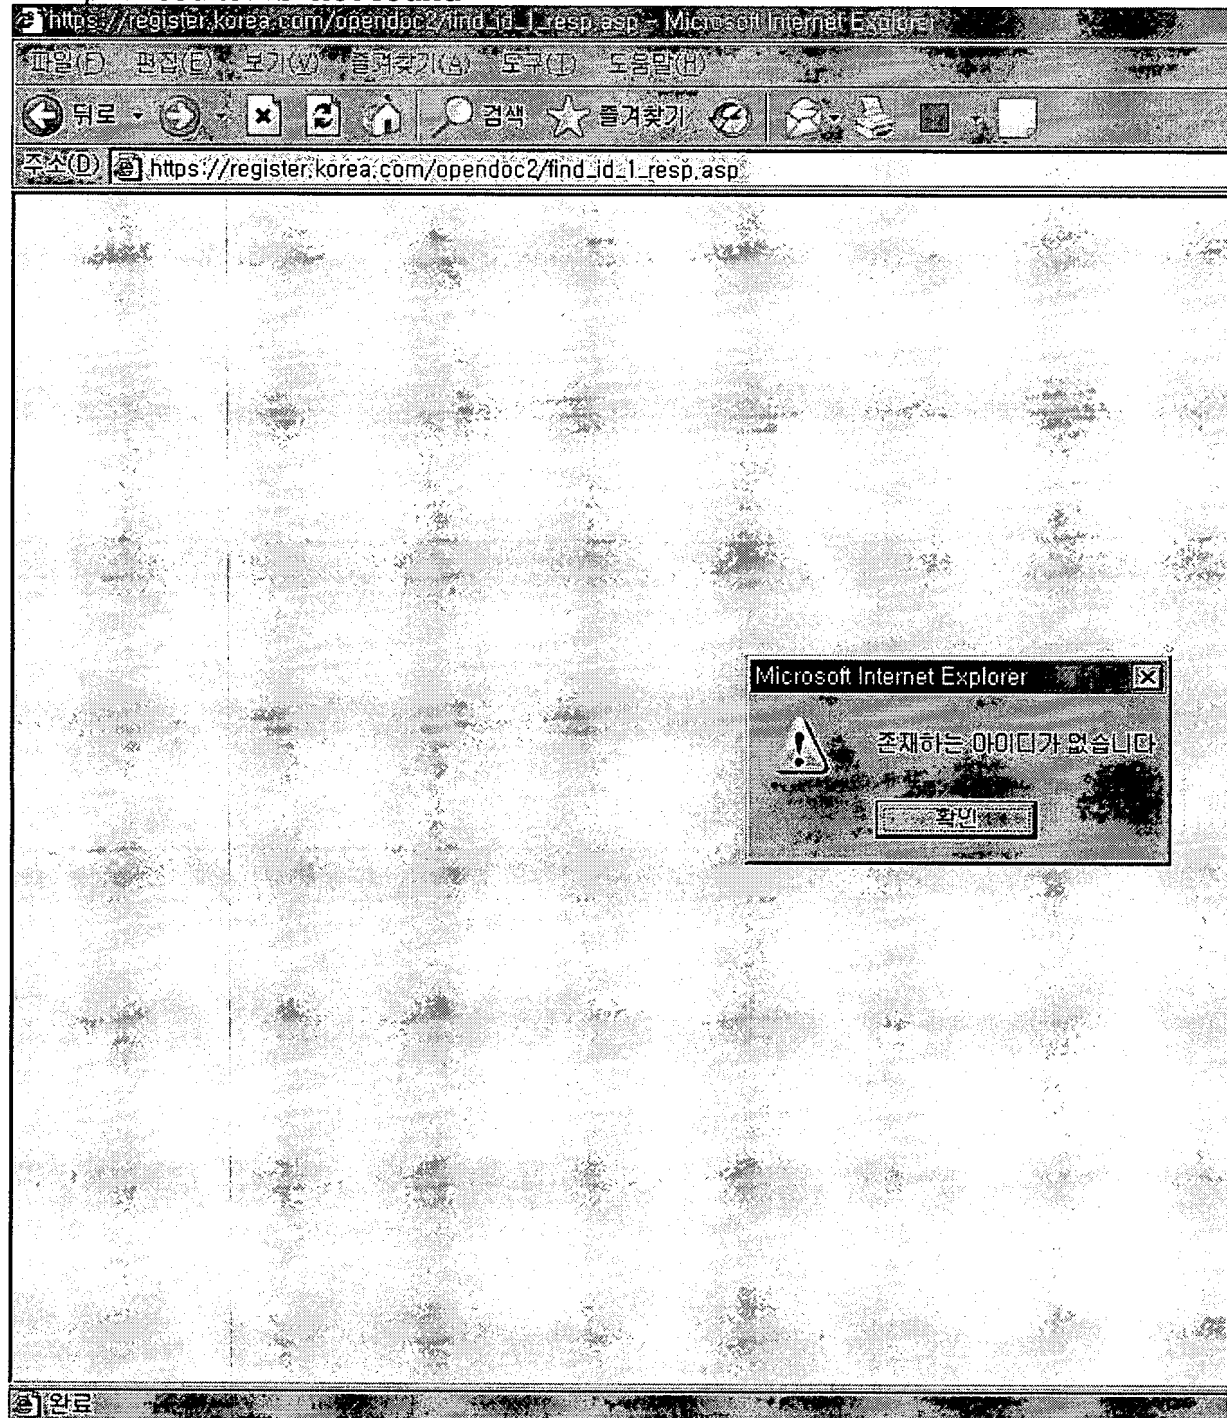 https://register.korea.com/opendoc2/find_id_1_resp.asp - Microsoft Internet Explorer
파일(F) 편집(E) 보기(V) 즐겨찾기(A) 도구(T) 도움말(H)
뒤로 검색 즐겨찾기
주소(D) https://register.korea.com/opendoc2/find_id_1_resp.asp
Microsoft Internet Explorer
존재하는 아이디가 없습니다
확인
완료